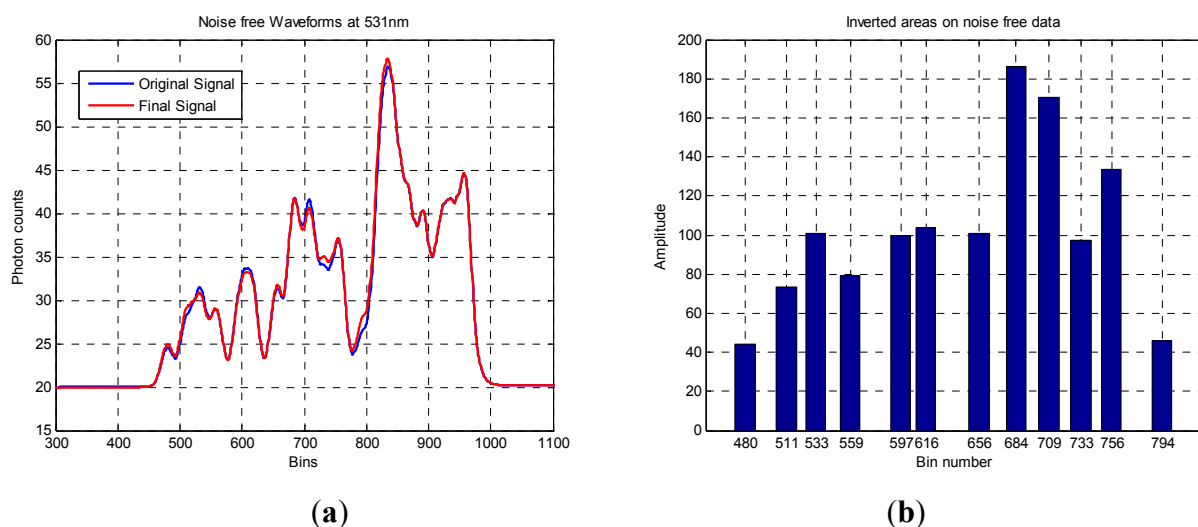 Noise free Waveforms at 531nm
60
55
50
45
40
35
30
25
20
15
Photon counts
Original Signal
Final Signal
300 400 500 600 700 800 900 1000 1100
Bins
(a)
Inverted areas on noise free data
200
180
160
140
120
100
80
60
40
20
0
Amplitude
480 511 533 559 597 616 656 684 709 733 756 794
Bin number
(b)